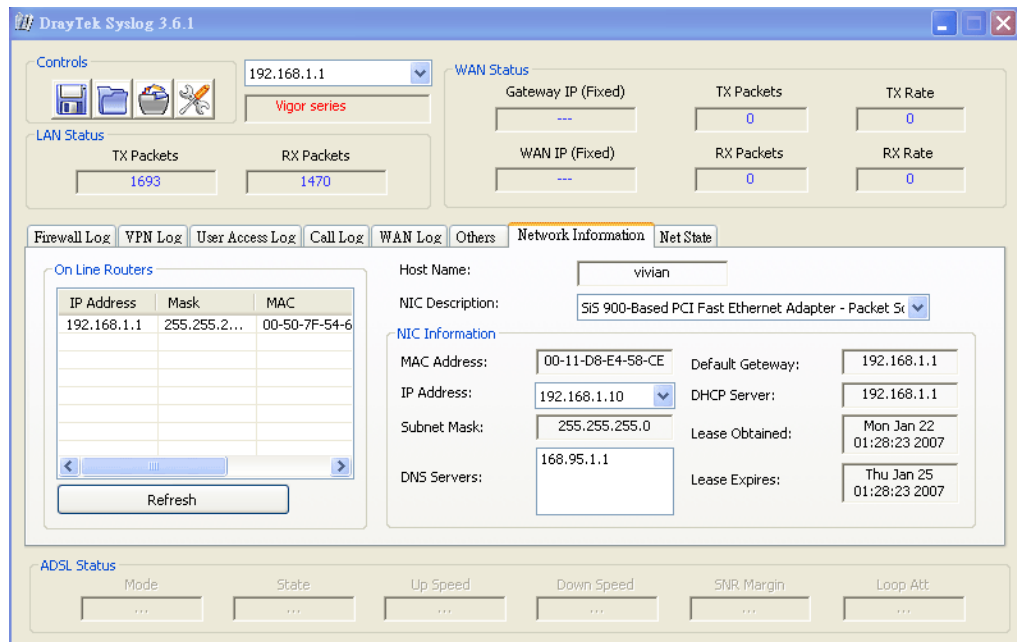 DrayTek Syslog 3.6.1
Controls
192.168.1.1
Vigor series
WAN Status
Gateway IP (Fixed) TX Packets TX Rate
--- 0 0
WAN IP (Fixed) RX Packets RX Rate
--- 0 0
LAN Status
TX Packets RX Packets
1693 1470
Firewall Log VPN Log User Access Log Call Log WAN Log Others Network Information Net State
On Line Routers
IP Address Mask MAC
192.168.1.1 255.255.2... 00-50-7F-54-6
Refresh
Host Name: vivian
NIC Description: SiS 900-Based PCI Fast Ethernet Adapter - Packet
NIC Information
MAC Address: 00-11-D8-E4-58-CE
IP Address: 192.168.1.10
Subnet Mask: 255.255.255.0
DNS Servers: 168.95.1.1
Default Geteway: 192.168.1.1
DHCP Server: 192.168.1.1
Lease Obtained: Mon Jan 22
01:28:23 2007
Lease Expires: Thu Jan 25
01:28:23 2007
ADSL Status
Mode State Up Speed Down Speed SNR Margin Loop Att
... ... ... ... ... ...